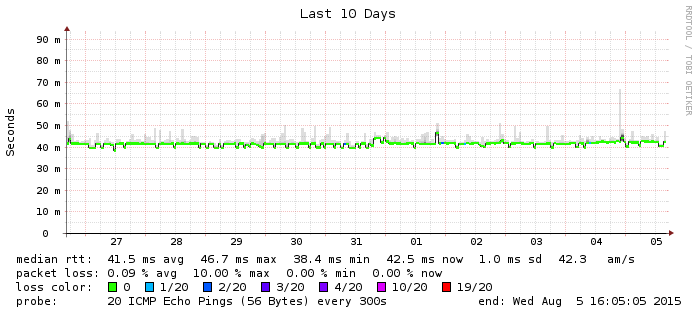 Last 10 Days
RRDTOOL / TOBI OETIKER
Seconds
90 m
80 m
70 m
60 m
50 m
40 m
30 m
20 m
10 m
0
27 28 29 30 31 01 02 03 04 05
median rtt: 41.5 ms avg 46.7 ms max 38.4 ms min 42.5 ms now 1.0 ms sd 42.3 am/s
packet loss: 0.09 % avg 10.00 % max 0.00 % min 0.00 % now
loss color: 0 1/20 2/20 3/20 4/20 10/20 19/20
probe: 20 ICMP Echo Pings (56 Bytes) every 300s end: Wed Aug 5 16:05:05 2015